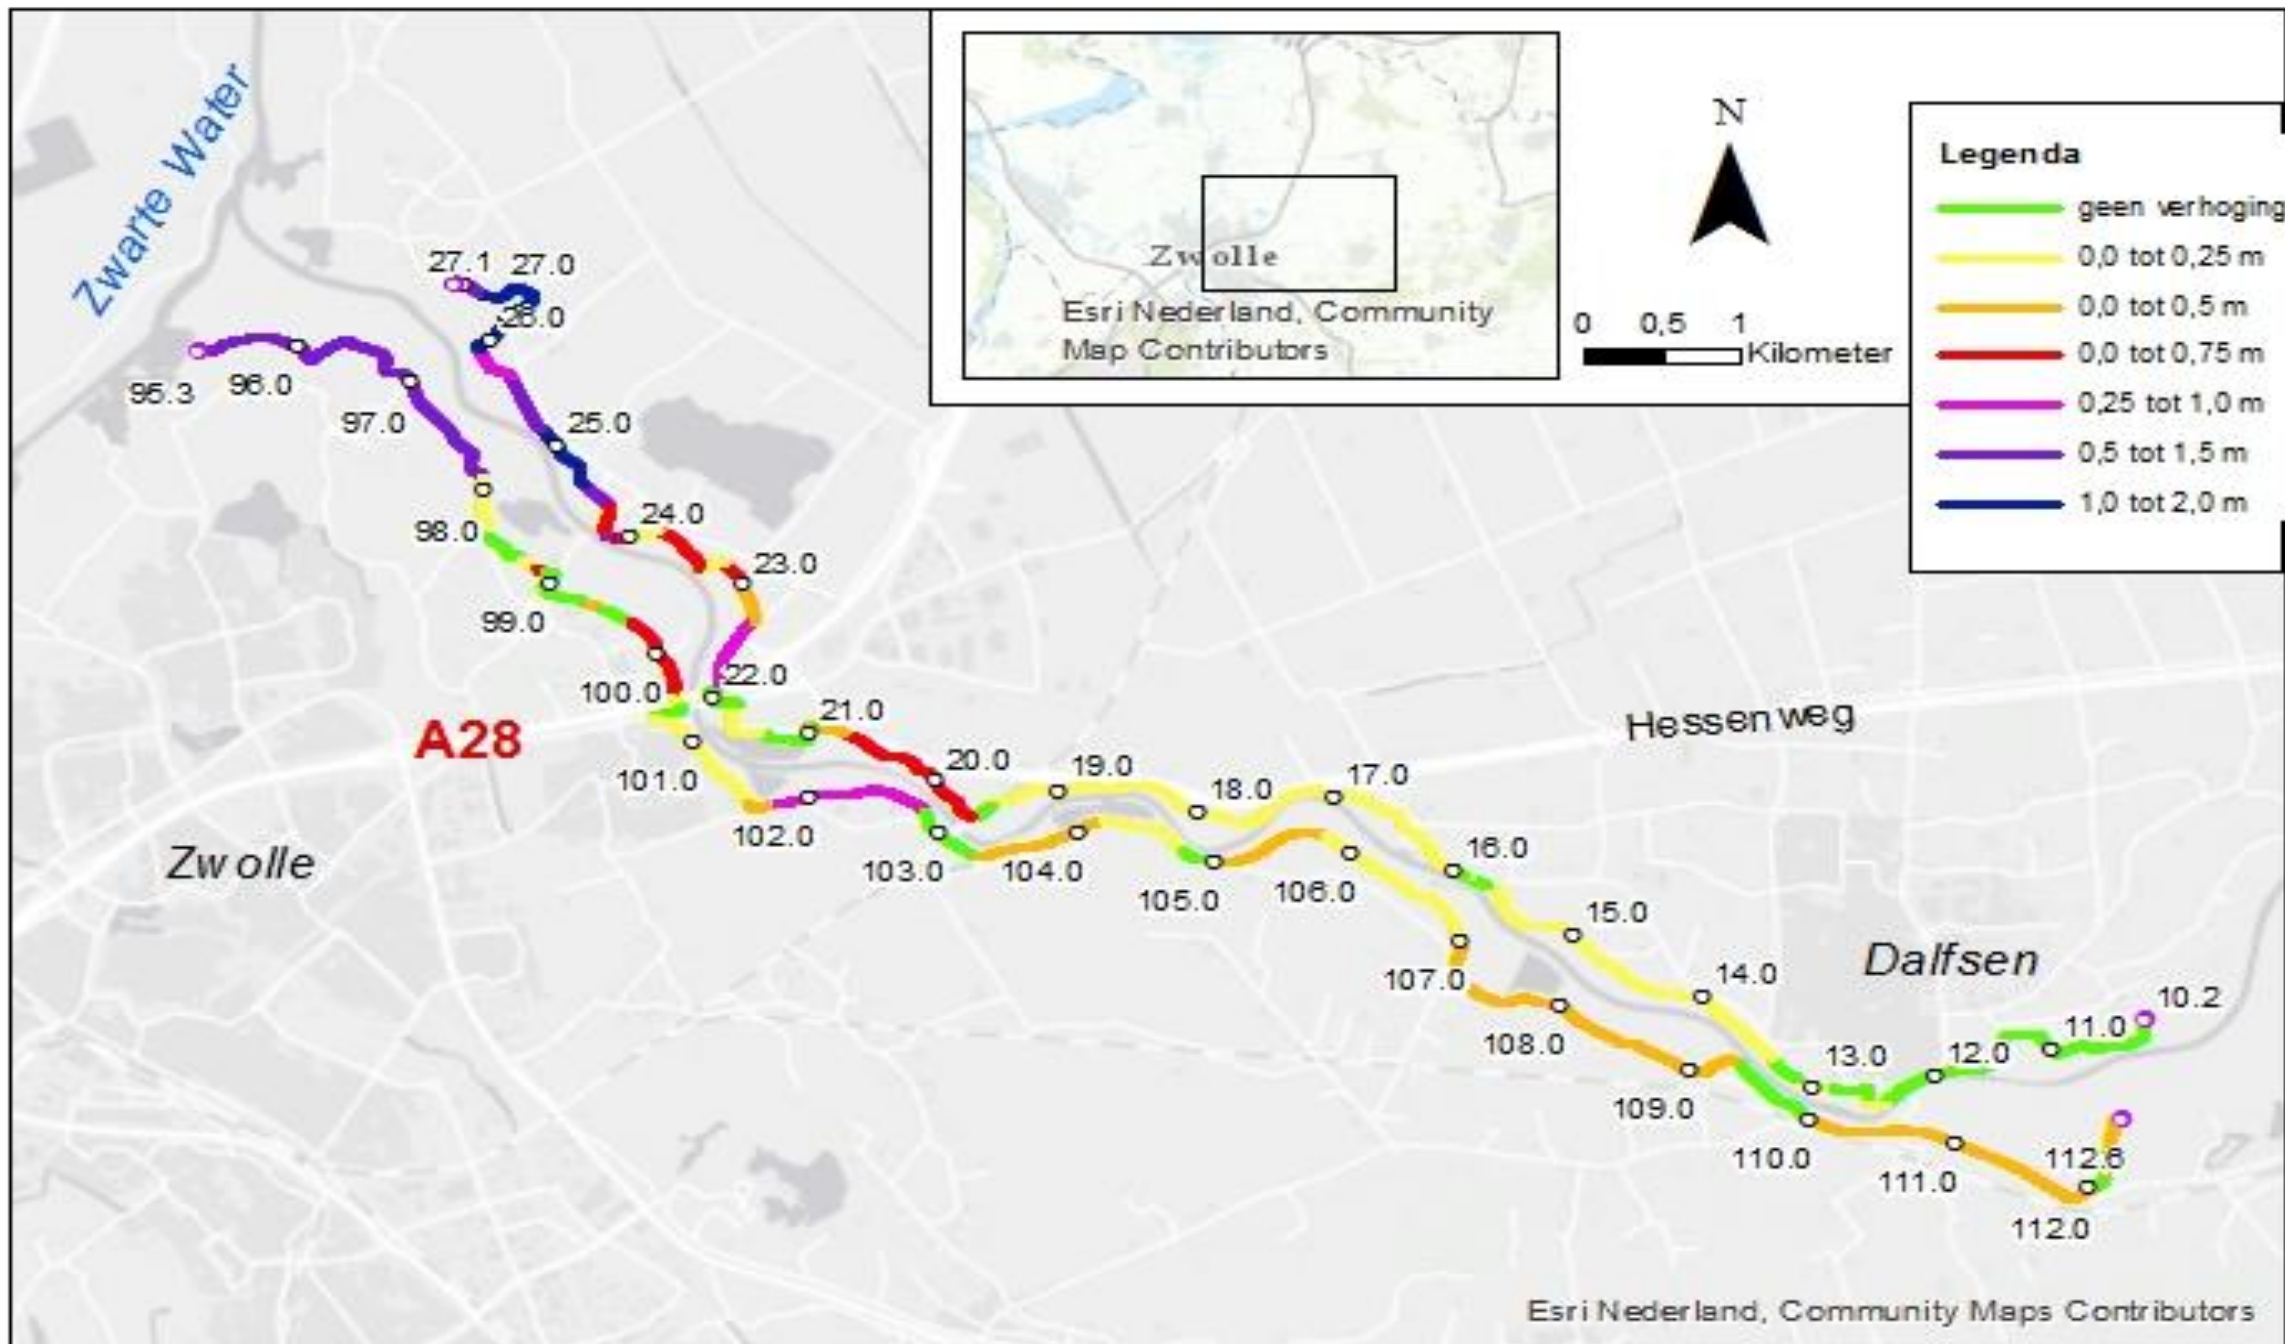 Zwarte Water
Zwolle
Esri Nederland, Community
Map Contributors
N
0 0,5 1
Kilometer
Legenda
geen verhoging
0,0 tot 0,25 m
0,0 tot 0,5 m
0,0 tot 0,75 m
0,25 tot 1,0 m
0,5 tot 1,5 m
1,0 tot 2,0 m
27.1 27.0
26.0
95.3 96.0
97.0 25.0
98.0 24.0
23.0
99.0
100.0 22.0
A28 21.0
Hessenweg
101.0 20.0 19.0 18.0 17.0
102.0 103.0 104.0 105.0 106.0 16.0
Zwolle
15.0
107.0 14.0 Dalfsen
10.2
108.0 13.0 12.0 11.0
109.0
110.0 111.0 112.6
112.0
Esri Nederland, Community Maps Contributors